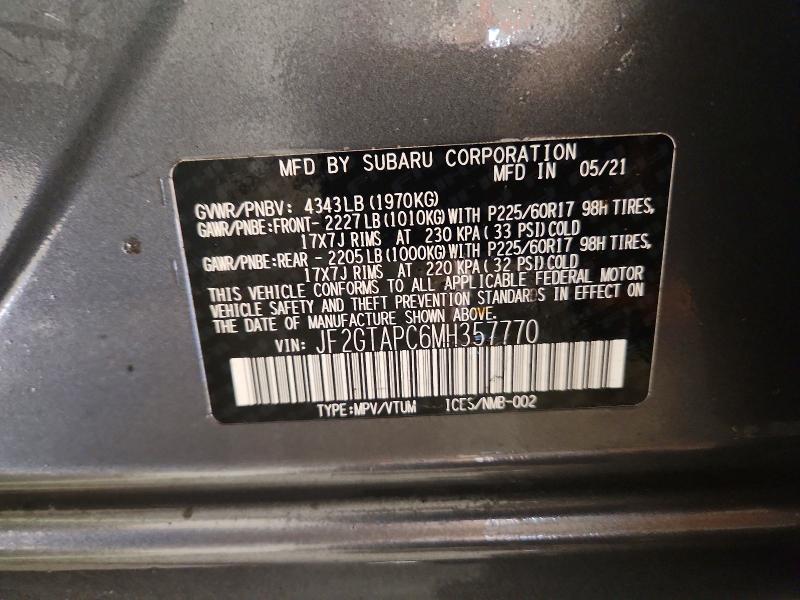 MFD BY SUBARU CORPORATION
MFD IN 05/21
GVWR/PNBV: 4343LB (1970KG)
GAWR/PNBE:FRONT- 2227LB (1010KG) WITH P225/60R17 98H TIRES,
17X7J RIMS AT 230 KPA ( 33 PSI) COLD
GAWR/PNBE:REAR - 2205LB (1000KG) WITH P225/60R17 98H TIRES,
17X7J RIMS AT 220 KPA ( 32 PSI) COLD
THIS VEHICLE CONFORMS TO ALL APPLICABLE FEDERAL MOTOR
VEHICLE SAFETY AND THEFT PREVENTION STANDARDS IN EFFECT ON
THE DATE OF MANUFACTURE SHOWN ABOVE.
VIN: JF2GTAPC6MH357770
TYPE:MPV/VTUM ICES/NMB-002